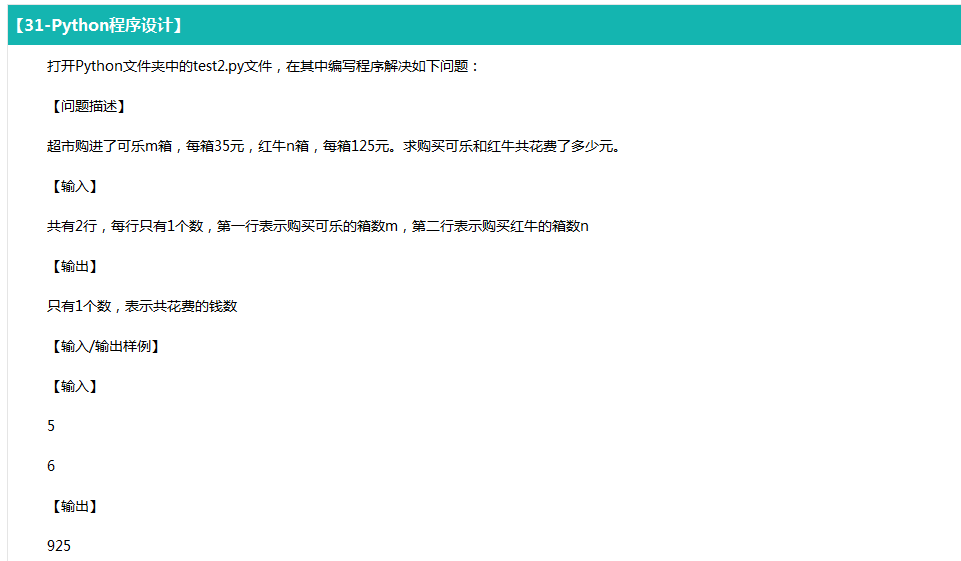 【31-Python程序设计】
打开Python文件夹中的test2.py文件，在其中编写程序解决如下问题：
【问题描述】
超市购进了可乐m箱，每箱35元，红牛n箱，每箱125元。求购买可乐和红牛共花费了多少元。
【输入】
共有2行，每行只有1个数，第一行表示购买可乐的箱数m，第二行表示购买红牛的箱数n
【输出】
只有1个数，表示共花费的钱数
【输入/输出样例】
【输入】
5
6
【输出】
925